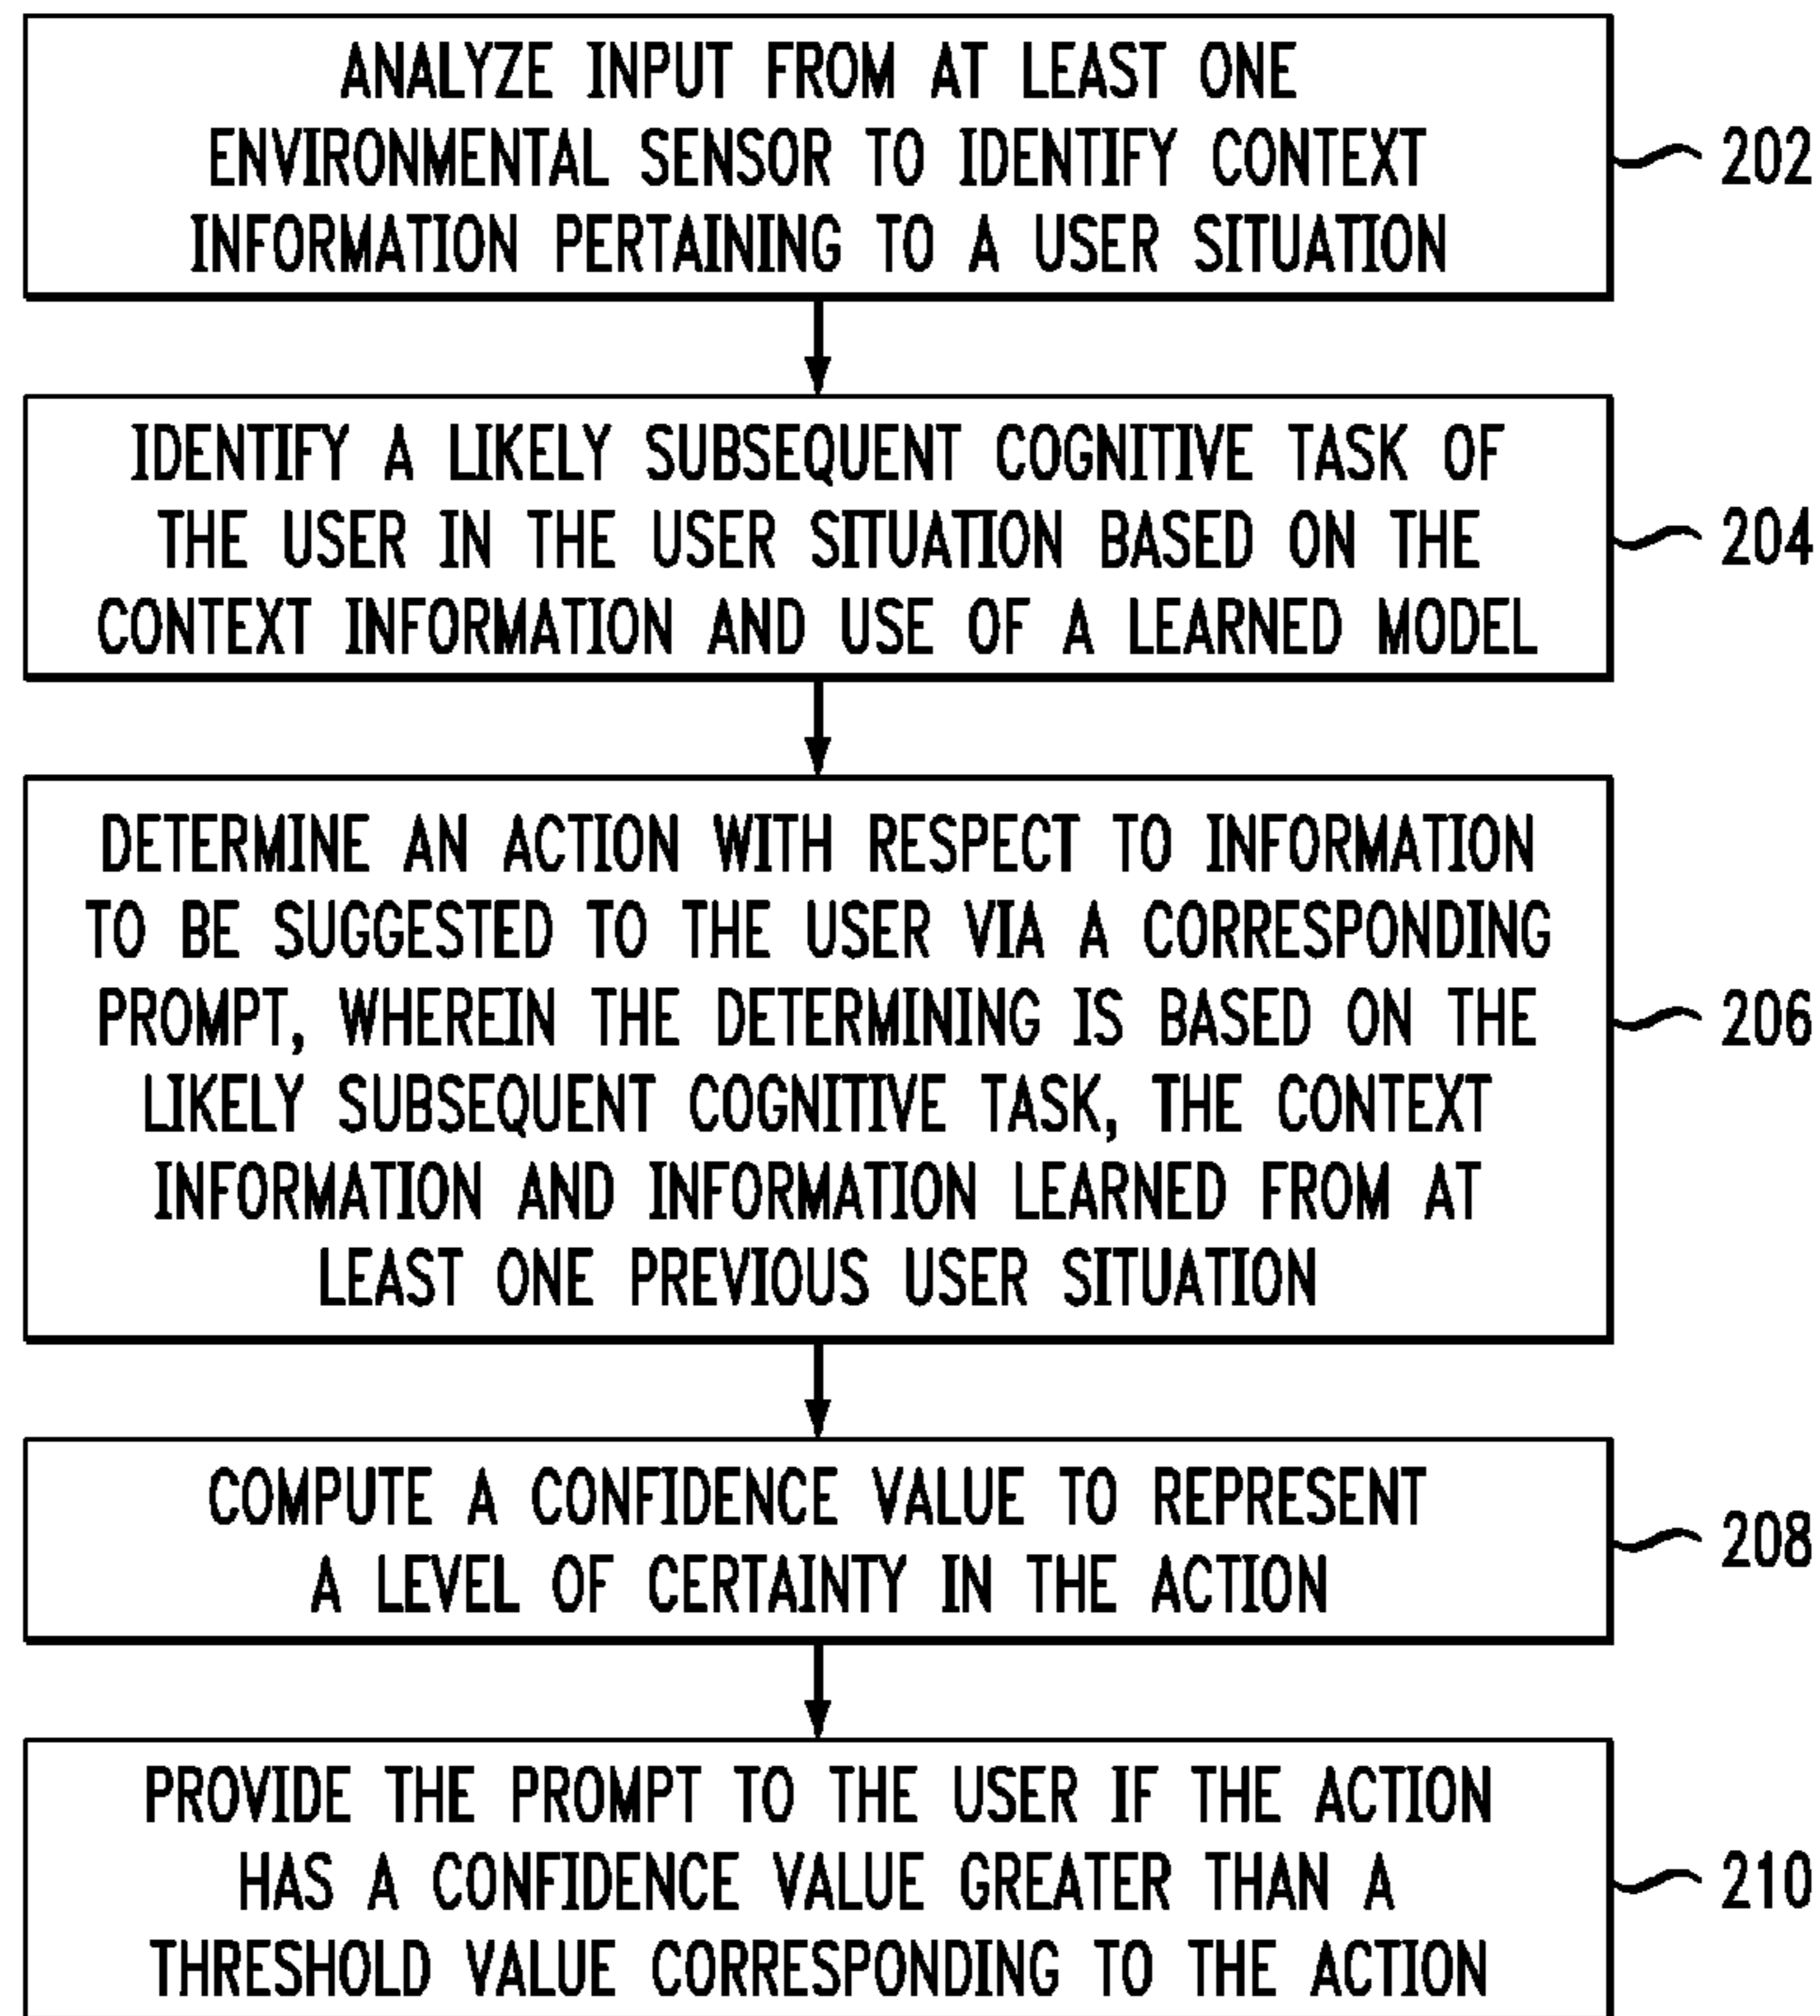 ANALYZE INPUT FROM AT LEAST ONE
ENVIRONMENTAL SENSOR TO IDENTIFY CONTEXT
INFORMATION PERTAINING TO A USER SITUATION
202
IDENTIFY A LIKELY SUBSEQUENT COGNITIVE TASK OF
THE USER IN THE USER SITUATION BASED ON THE
CONTEXT INFORMATION AND USE OF A LEARNED MODEL
204
DETERMINE AN ACTION WITH RESPECT TO INFORMATION
TO BE SUGGESTED TO THE USER VIA A CORRESPONDING
PROMPT, WHEREIN THE DETERMINING IS BASED ON THE
LIKELY SUBSEQUENT COGNITIVE TASK, THE CONTEXT
INFORMATION AND INFORMATION LEARNED FROM AT
LEAST ONE PREVIOUS USER SITUATION
206
COMPUTE A CONFIDENCE VALUE TO REPRESENT
A LEVEL OF CERTAINTY IN THE ACTION
208
PROVIDE THE PROMPT TO THE USER IF THE ACTION
HAS A CONFIDENCE VALUE GREATER THAN A
THRESHOLD VALUE CORRESPONDING TO THE ACTION
210